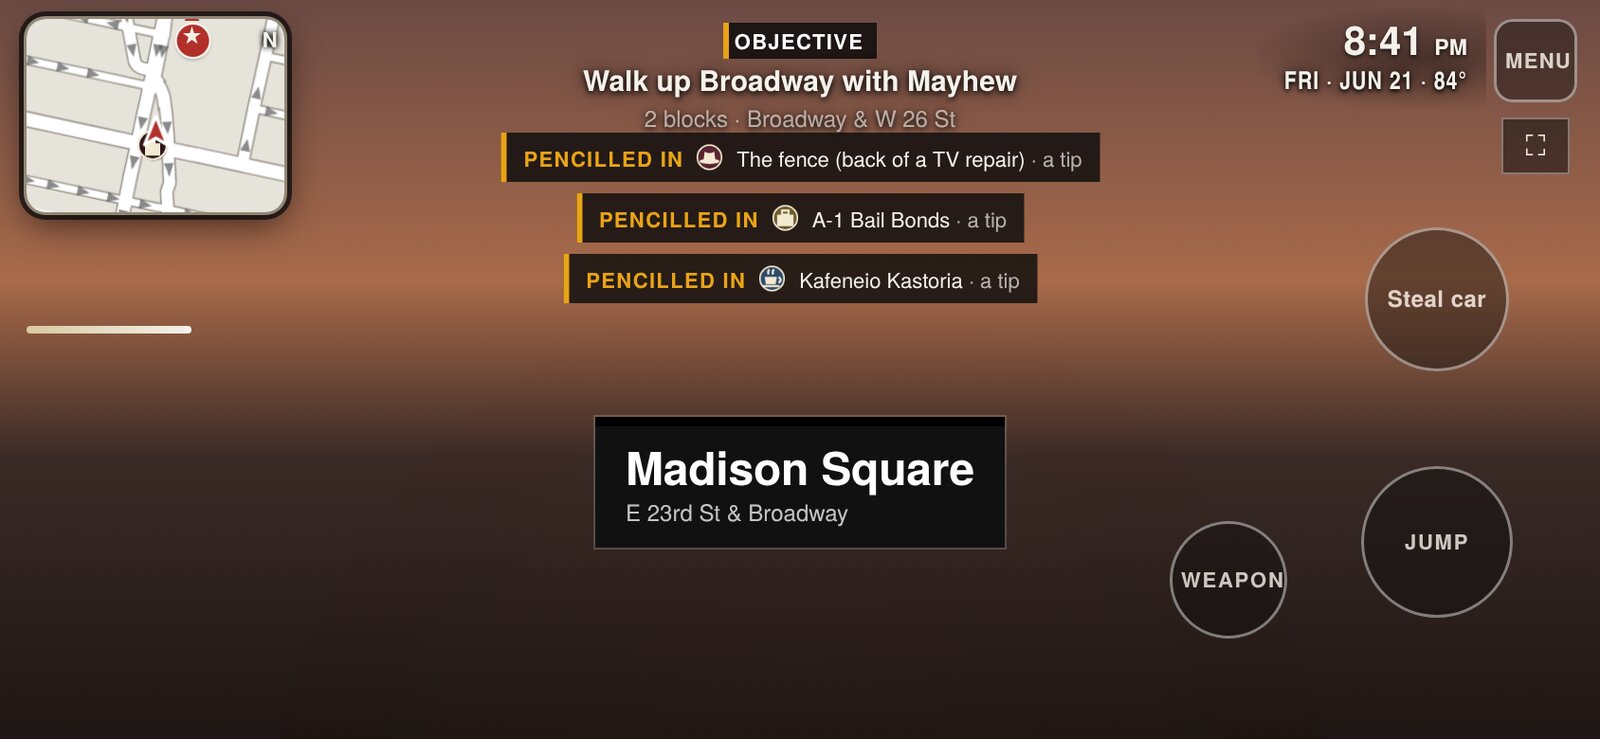 N
OBJECTIVE
Walk up Broadway with Mayhew
2 blocks · Broadway & W 26 St
8:41 PM
FRI · JUN 21 · 84°
MENU
PENCILLED IN The fence (back of a TV repair) · a tip
PENCILLED IN A-1 Bail Bonds · a tip
PENCILLED IN Kafeneio Kastoria · a tip
Steal car
Madison Square
E 23rd St & Broadway
WEAPON
JUMP